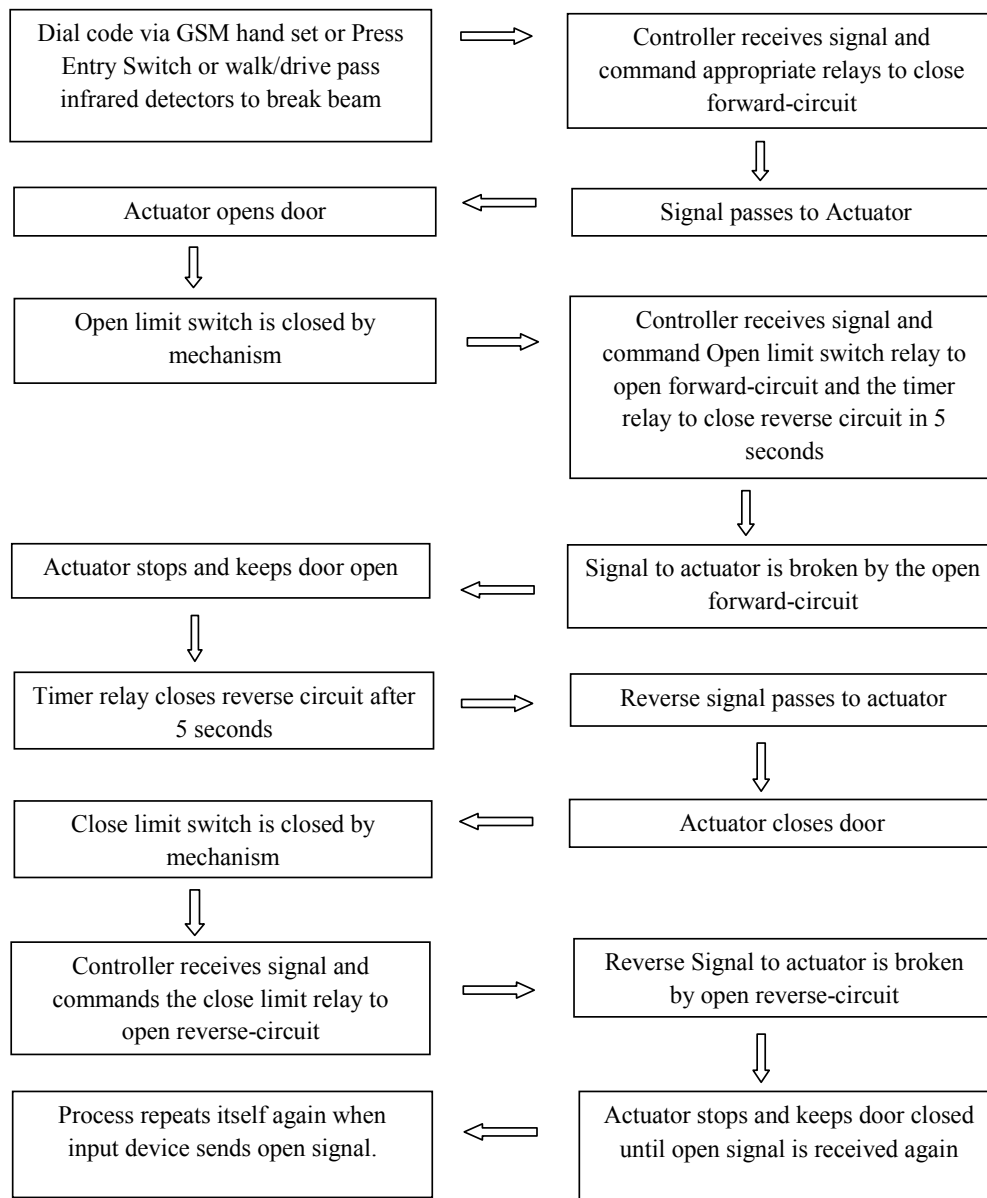 Dial code via GSM hand set or Press
Entry Switch or walk/drive pass
infrared detectors to break beam
Controller receives signal and
command appropriate relays to close
forward-circuit
Signal passes to Actuator
Actuator opens door
Open limit switch is closed by
mechanism
Controller receives signal and
command Open limit switch relay to
open forward-circuit and the timer
relay to close reverse circuit in 5
seconds
Signal to actuator is broken by the open
forward-circuit
Actuator stops and keeps door open
Timer relay closes reverse circuit after
5 seconds
Reverse signal passes to actuator
Actuator closes door
Close limit switch is closed by
mechanism
Controller receives signal and
commands the close limit relay to
open reverse-circuit
Reverse Signal to actuator is broken
by open reverse-circuit
Actuator stops and keeps door closed
until open signal is received again
Process repeats itself again when
input device sends open signal.